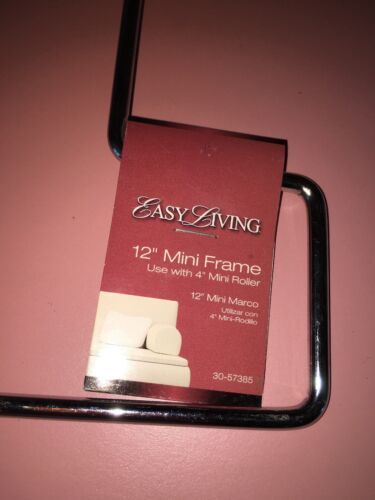 EASY LIVING
12" Mini Frame
Use with 4" Mini Roller
12" Mini Marco
Utilizar con
4" Mini-Rodillo
30-57385